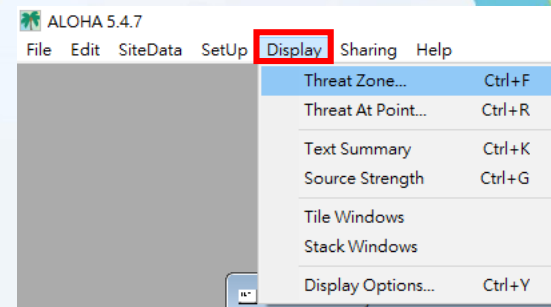 ALOHA 5.4.7
File Edit SiteData SetUp Display Sharing Help
Threat Zone... Ctrl+F
Threat At Point... Ctrl+R
Text Summary Ctrl+K
Source Strength Ctrl+G
Tile Windows
Stack Windows
Display Options... Ctrl+Y